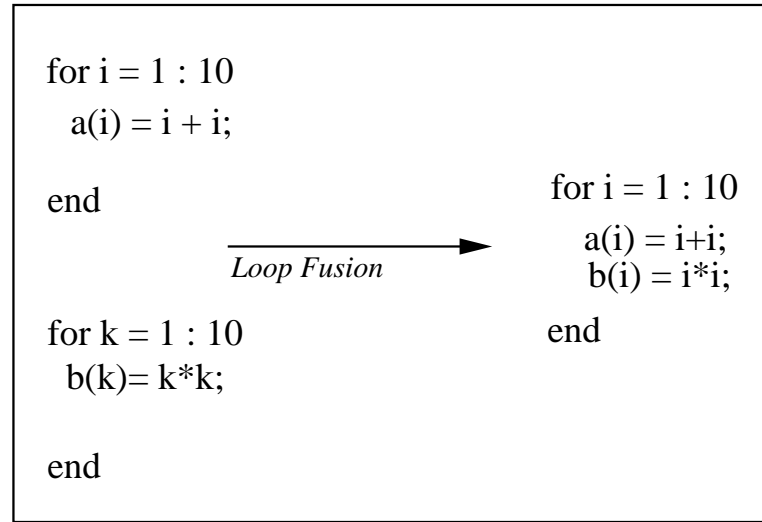 for i = 1 : 10
a(i) = i + i;
end
for k = 1 : 10
b(k)= k*k;
end
Loop Fusion
for i = 1 : 10
a(i) = i+i;
b(i) = i*i;
end